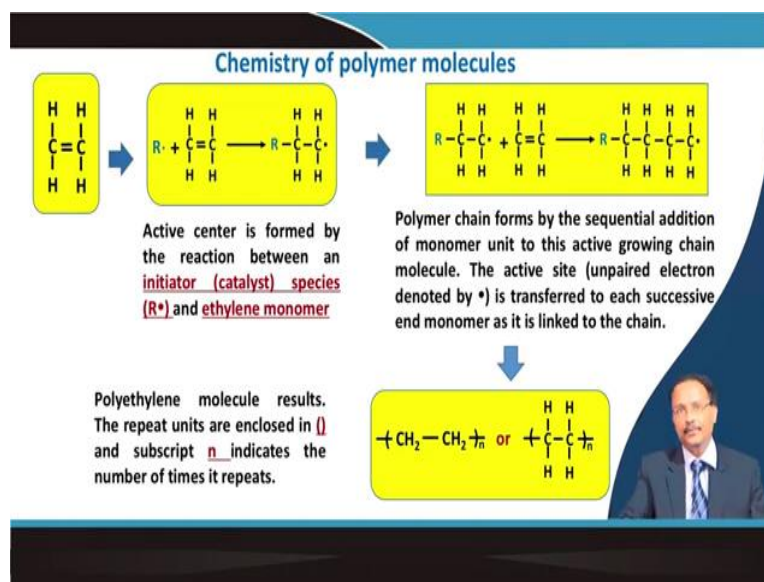 Chemistry of polymer molecules
H H
C=C
H H
H H
R• + C=C → R-C-C•
H H
H H
H H H H H H H H
R-C-C• + C=C → R-C-C-C-C•
H H H H H H H H
Active center is formed by
the reaction between an
initiator (catalyst) species
(R•) and ethylene monomer
Polymer chain forms by the sequential addition
of monomer unit to this active growing chain
molecule. The active site (unpaired electron
denoted by •) is transferred to each successive
end monomer as it is linked to the chain.
Polyethylene molecule results.
The repeat units are enclosed in ()
and subscript n indicates the
number of times it repeats.
H H
-(CH₂-CH₂-)n or -(C-C-)n
H H